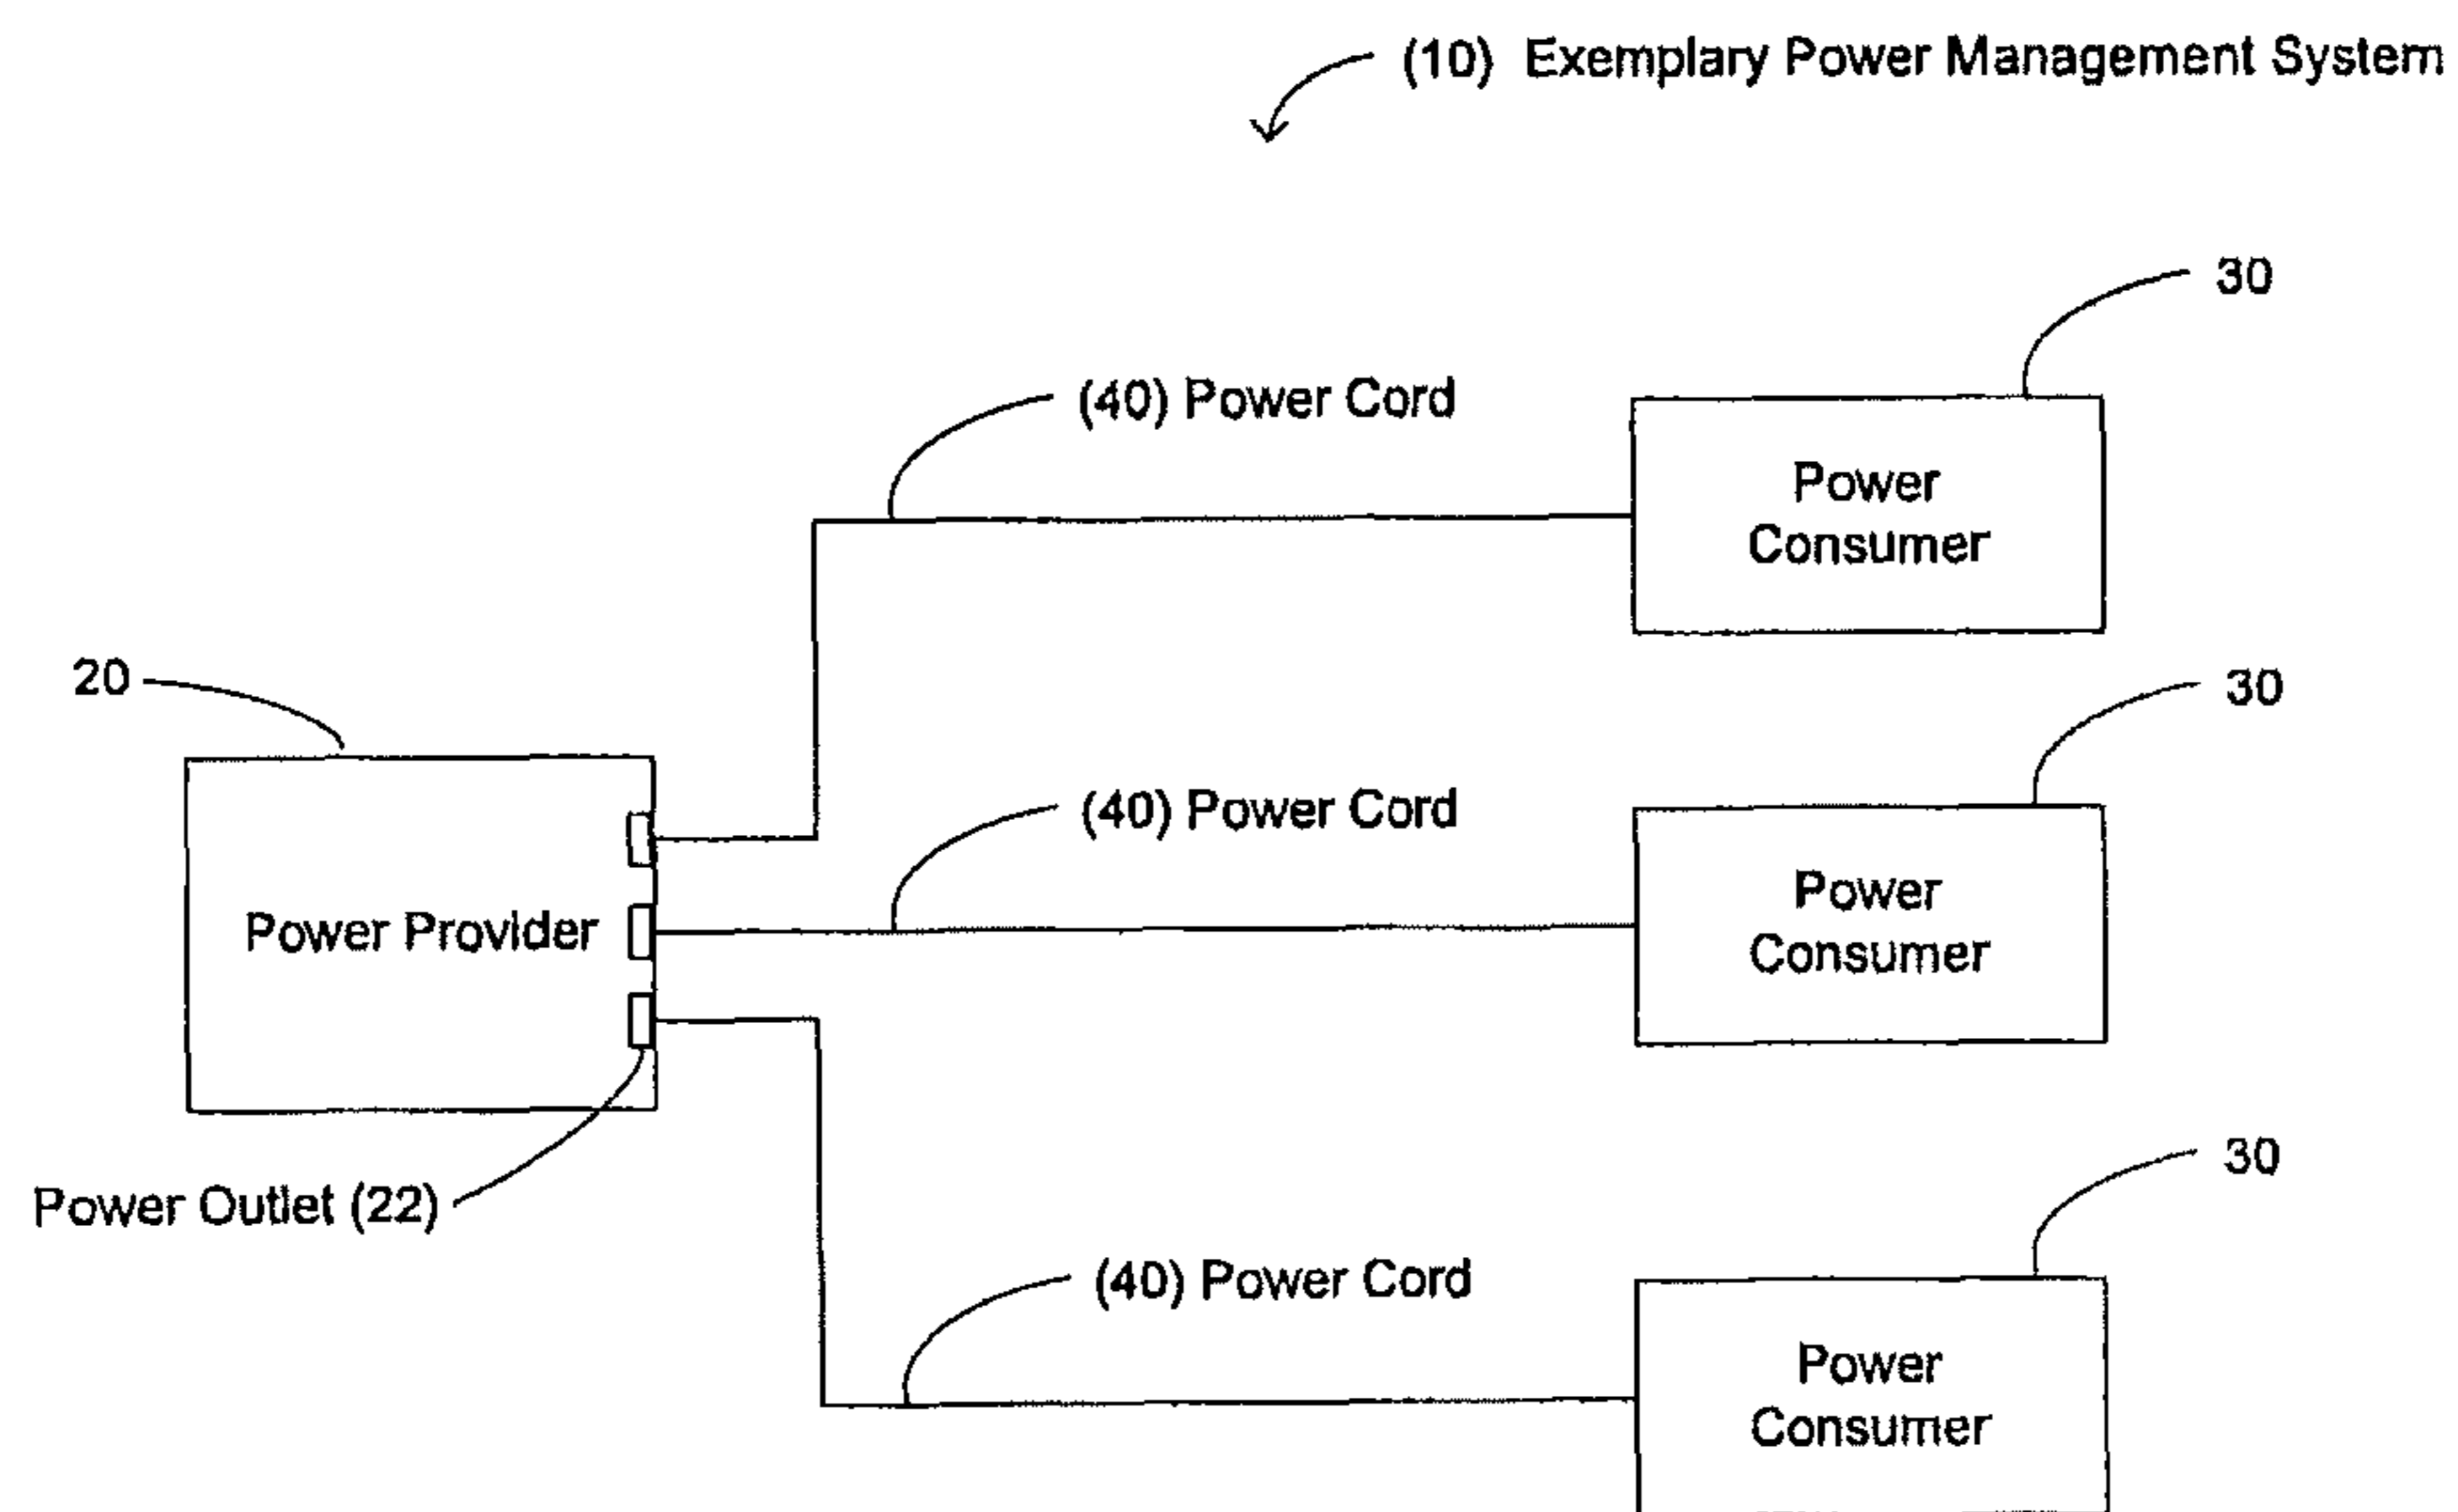 (10) Exemplary Power Management System
30
(40) Power Cord
Power
Consumer
20
30
(40) Power Cord
Power
Consumer
Power Provider
30
Power Outlet (22)
(40) Power Cord
Power
Consumer